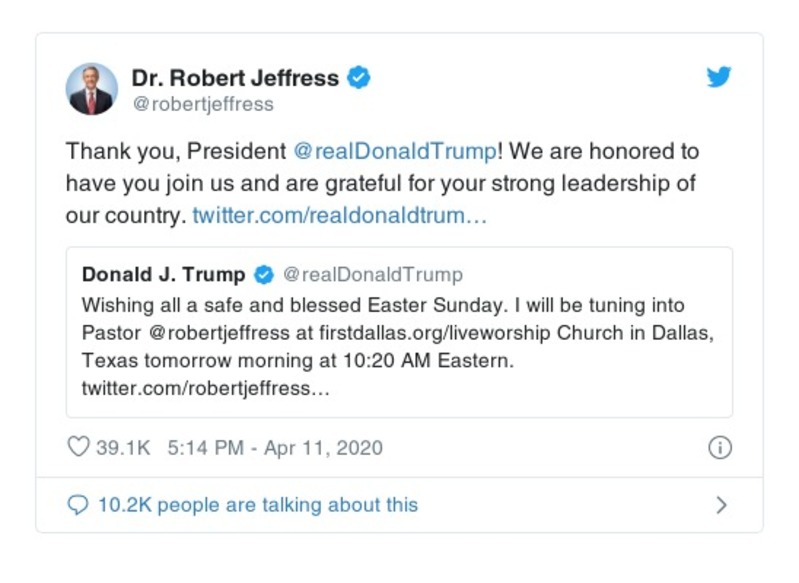 Dr. Robert Jeffress
@robertjeffress
Thank you, President @realDonaldTrump! We are honored to
have you join us and are grateful for your strong leadership of
our country. twitter.com/realdonaldtrum…
Donald J. Trump @realDonaldTrump
Wishing all a safe and blessed Easter Sunday. I will be tuning into
Pastor @robertjeffress at firstdallas.org/liveworship Church in Dallas,
Texas tomorrow morning at 10:20 AM Eastern.
twitter.com/robertjeffress…
39.1K 5:14 PM - Apr 11, 2020
10.2K people are talking about this